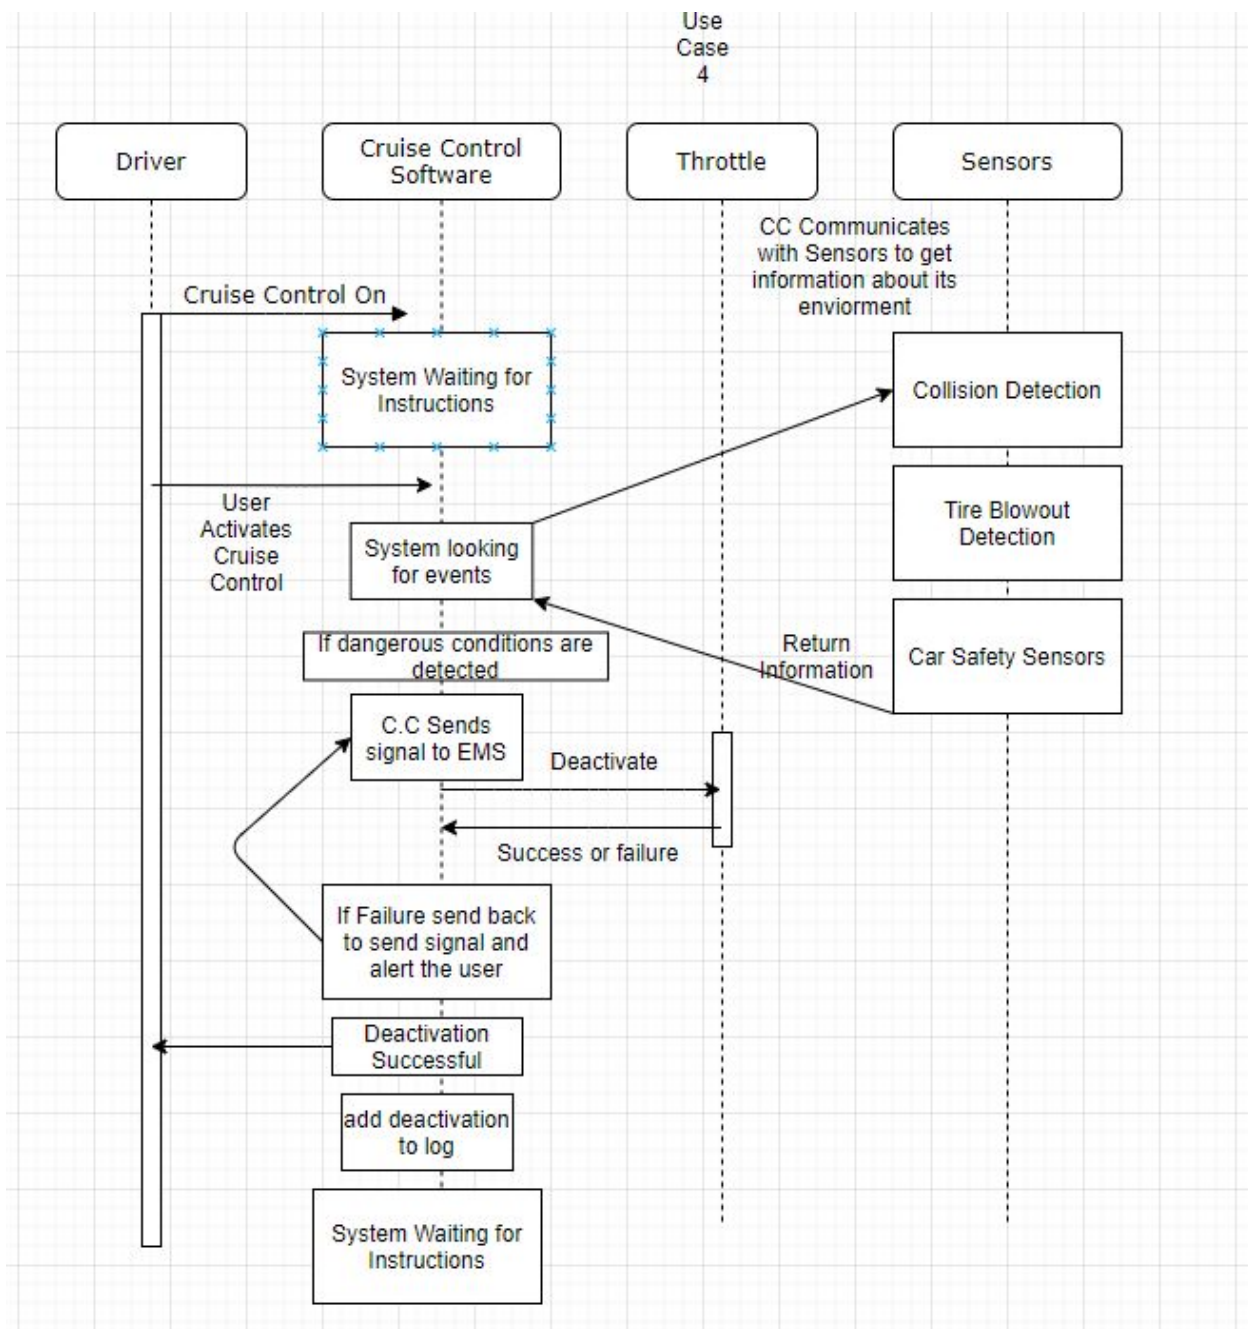 Use
Case
4
Driver
Cruise Control
Software
Throttle
Sensors
CC Communicates
with Sensors to get
information about its
enviorment
Cruise Control On
System Waiting for
Instructions
Collision Detection
User
Activates
Cruise
Control
System looking
for events
Tire Blowout
Detection
If dangerous conditions are
detected
Return
Information
Car Safety Sensors
C.C Sends
signal to EMS
Deactivate
Success or failure
If Failure send back
to send signal and
alert the user
Deactivation
Successful
add deactivation
to log
System Waiting for
Instructions